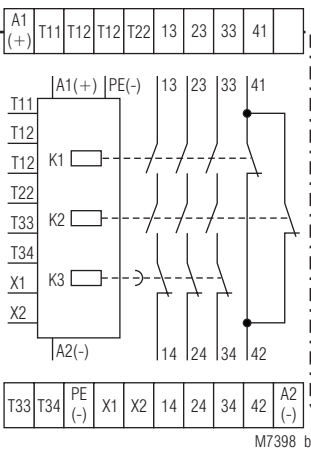 A1 (+) T11 T12 T12 T22 13 23 33 41
A1(+) PE(-) 13 23 33 41
T11
T12
T12 K1
T22
T33 K2
T34
X1 K3
X2
A2(-) 14 24 34 42
T33 T34 PE (-) X1 X2 14 24 34 42 A2 (-)
M7398 b